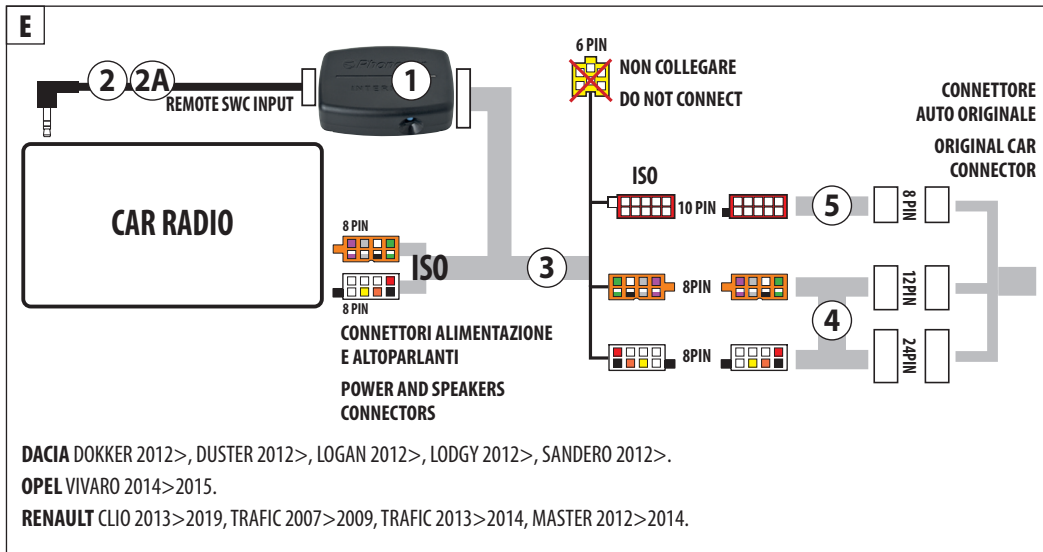 E
2
2A
REMOTE SWC INPUT
1
CAR RADIO
8 PIN
ISO
8 PIN
CONNETTORI ALIMENTAZIONE
E ALTOPARLANTI
POWER AND SPEAKERS
CONNECTORS
3
6 PIN
NON COLLEGARE
DO NOT CONNECT
ISO
10 PIN
5
8 PIN
8PIN
4
12PIN
8PIN
24PIN
CONNETTORE
AUTO ORIGINALE
ORIGINAL CAR
CONNECTOR
DACIA DOKKER 2012>, DUSTER 2012>, LOGAN 2012>, LODGY 2012>, SANDERO 2012>.
OPEL VIVARO 2014>2015.
RENAULT CLIO 2013>2019, TRAFIC 2007>2009, TRAFIC 2013>2014, MASTER 2012>2014.